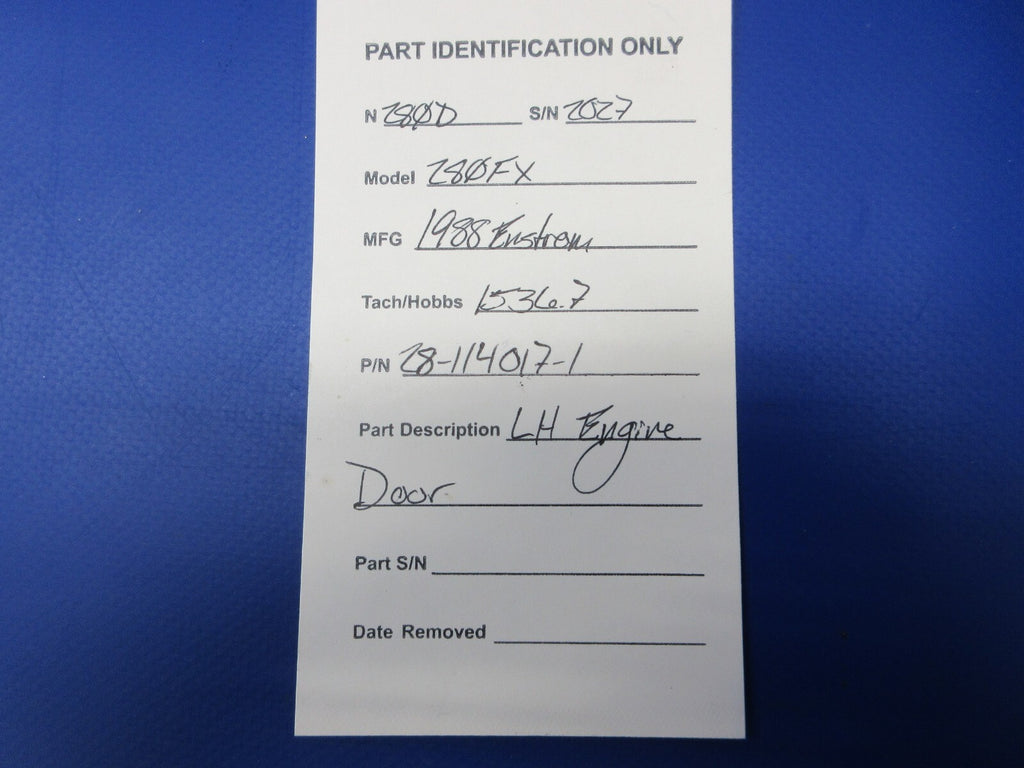 PART IDENTIFICATION ONLY
N 280D S/N 2027
Model 280FX
MFG 1988 Enstrom
Tach/Hobbs 1536.7
P/N 28-114017-1
Part Description LH Engine
Door
Part S/N
Date Removed